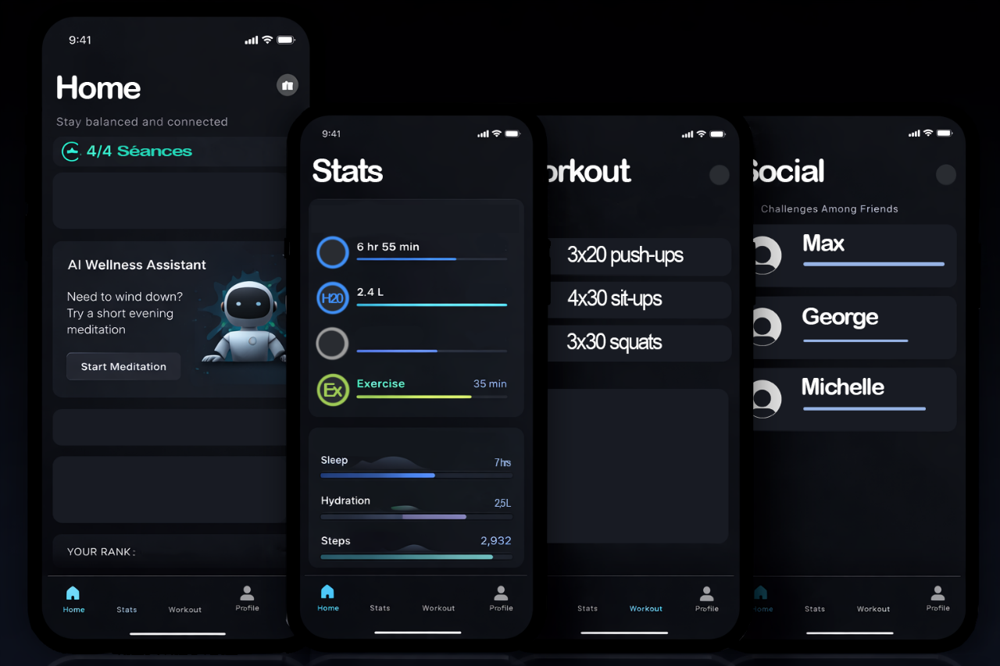 9:41
Home
Stay balanced and connected
4/4 Séances
AI Wellness Assistant
Need to wind down?
Try a short evening
meditation
Start Meditation
YOUR RANK:
Home Stats Workout Profile
9:41
Stats
6 hr 55 min
H20 2.4 L
Ex Exercise 35 min
Sleep 7hrs
Hydration 2,5L
Steps 2,932
Home Stats Workout Profile
orkout
3x20 push-ups
4x30 sit-ups
3x30 squats
Stats Workout Profile
Social
Challenges Among Friends
Max
George
Michelle
Home Stats Workout Profile